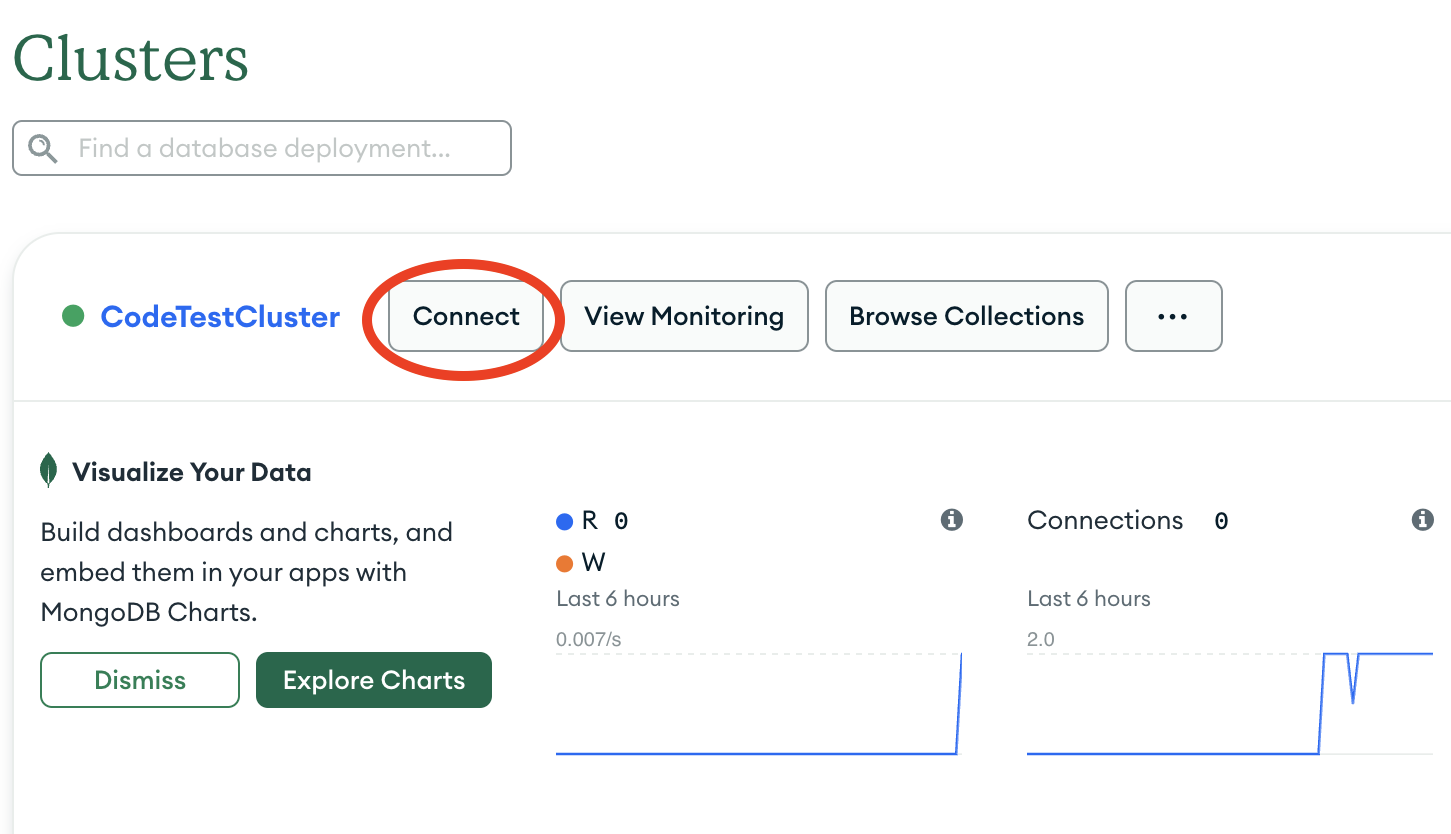 Clusters
Find a database deployment...
CodeTestCluster
Connect
View Monitoring
Browse Collections
...
Visualize Your Data
Build dashboards and charts, and
embed them in your apps with
MongoDB Charts.
Dismiss
Explore Charts
R 0
W
Last 6 hours
0.007/s
Connections 0
Last 6 hours
2.0